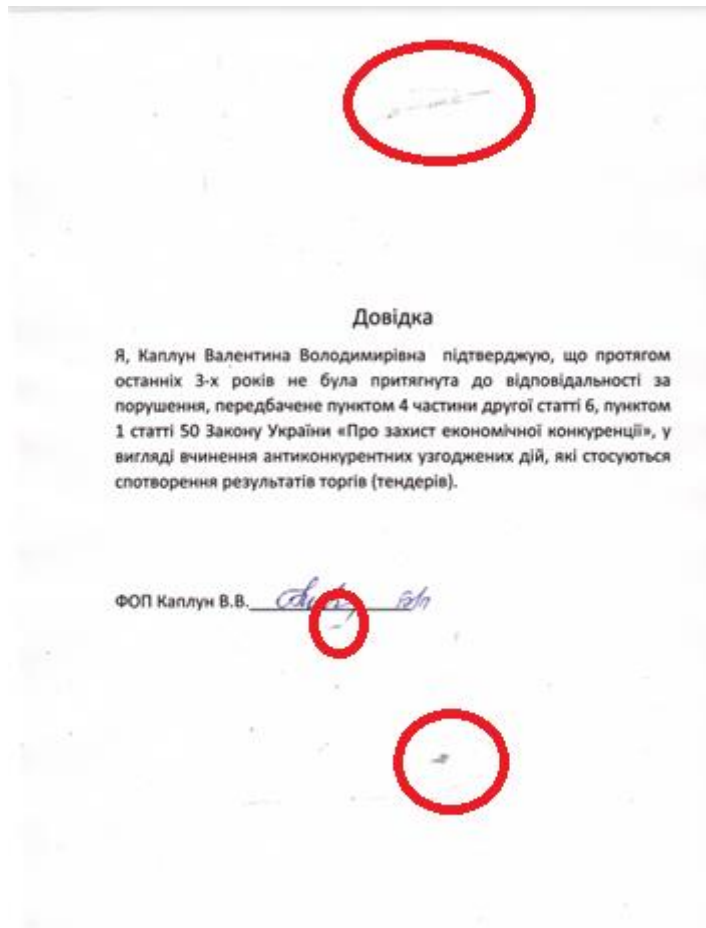 Довідка
Я, Каплун Валентина Володимирівна підтверджую, що протягом
останніх 3-х років не була притягнута до відповідальності за
порушення, передбачене пунктом 4 частини другої статті 6, пунктом
1 статті 50 Закону України «Про захист економічної конкуренції», у
вигляді вчинення антиконкурентних узгоджених дій, які стосуються
спотворення результатів торгів (тендерів).
ФОП Каплун В.В.